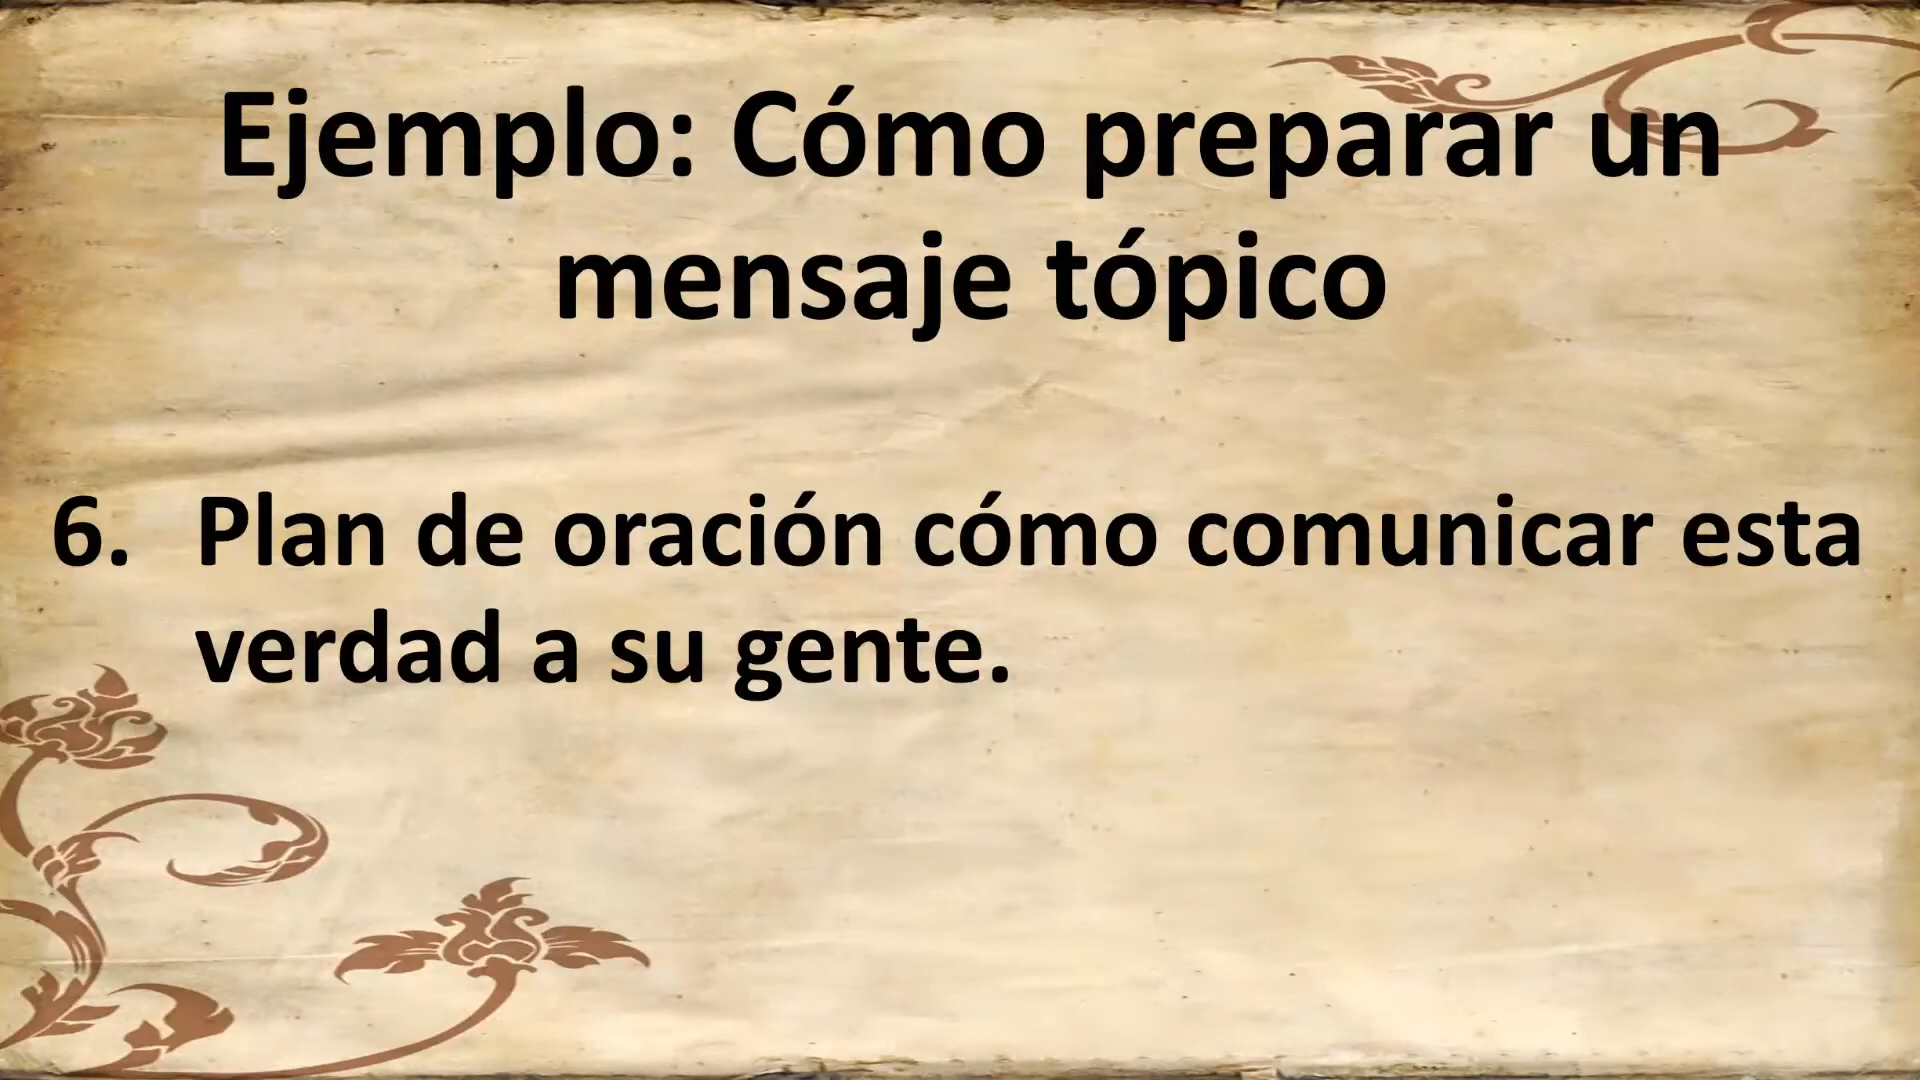 Ejemplo: Cómo preparar un
mensaje tópico
6. Plan de oración cómo comunicar esta
verdad a su gente.